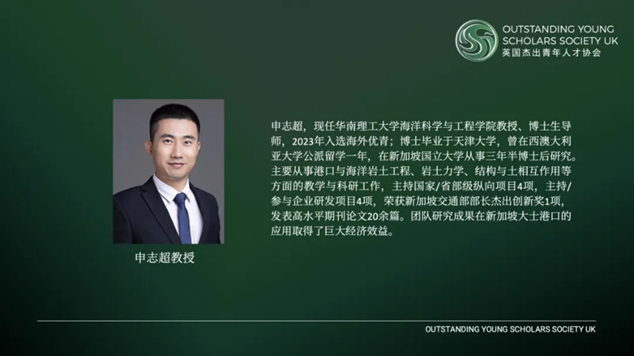 OUTSTANDING YOUNG
SCHOLARS SOCIETY UK
英国杰出青年人才协会
申志超，现任华南理工大学海洋科学与工程学院教授、博士生导
师，2023年入选海外优青；博士毕业于天津大学，曾在西澳大利
亚大学公派留学一年，在新加坡国立大学从事三年半博士后研究。
主要从事港口与海洋岩土工程、岩土力学、结构与土相互作用等
方面的教学与科研工作，主持国家/省部级纵向项目4项，主持/
参与企业研发项目4项，荣获新加坡交通部部长杰出创新奖1项，
发表高水平期刊论文20余篇。团队研究成果在新加坡大士港口的
应用取得了巨大经济效益。
申志超教授
OUTSTANDING YOUNG SCHOLARS SOCIETY UK